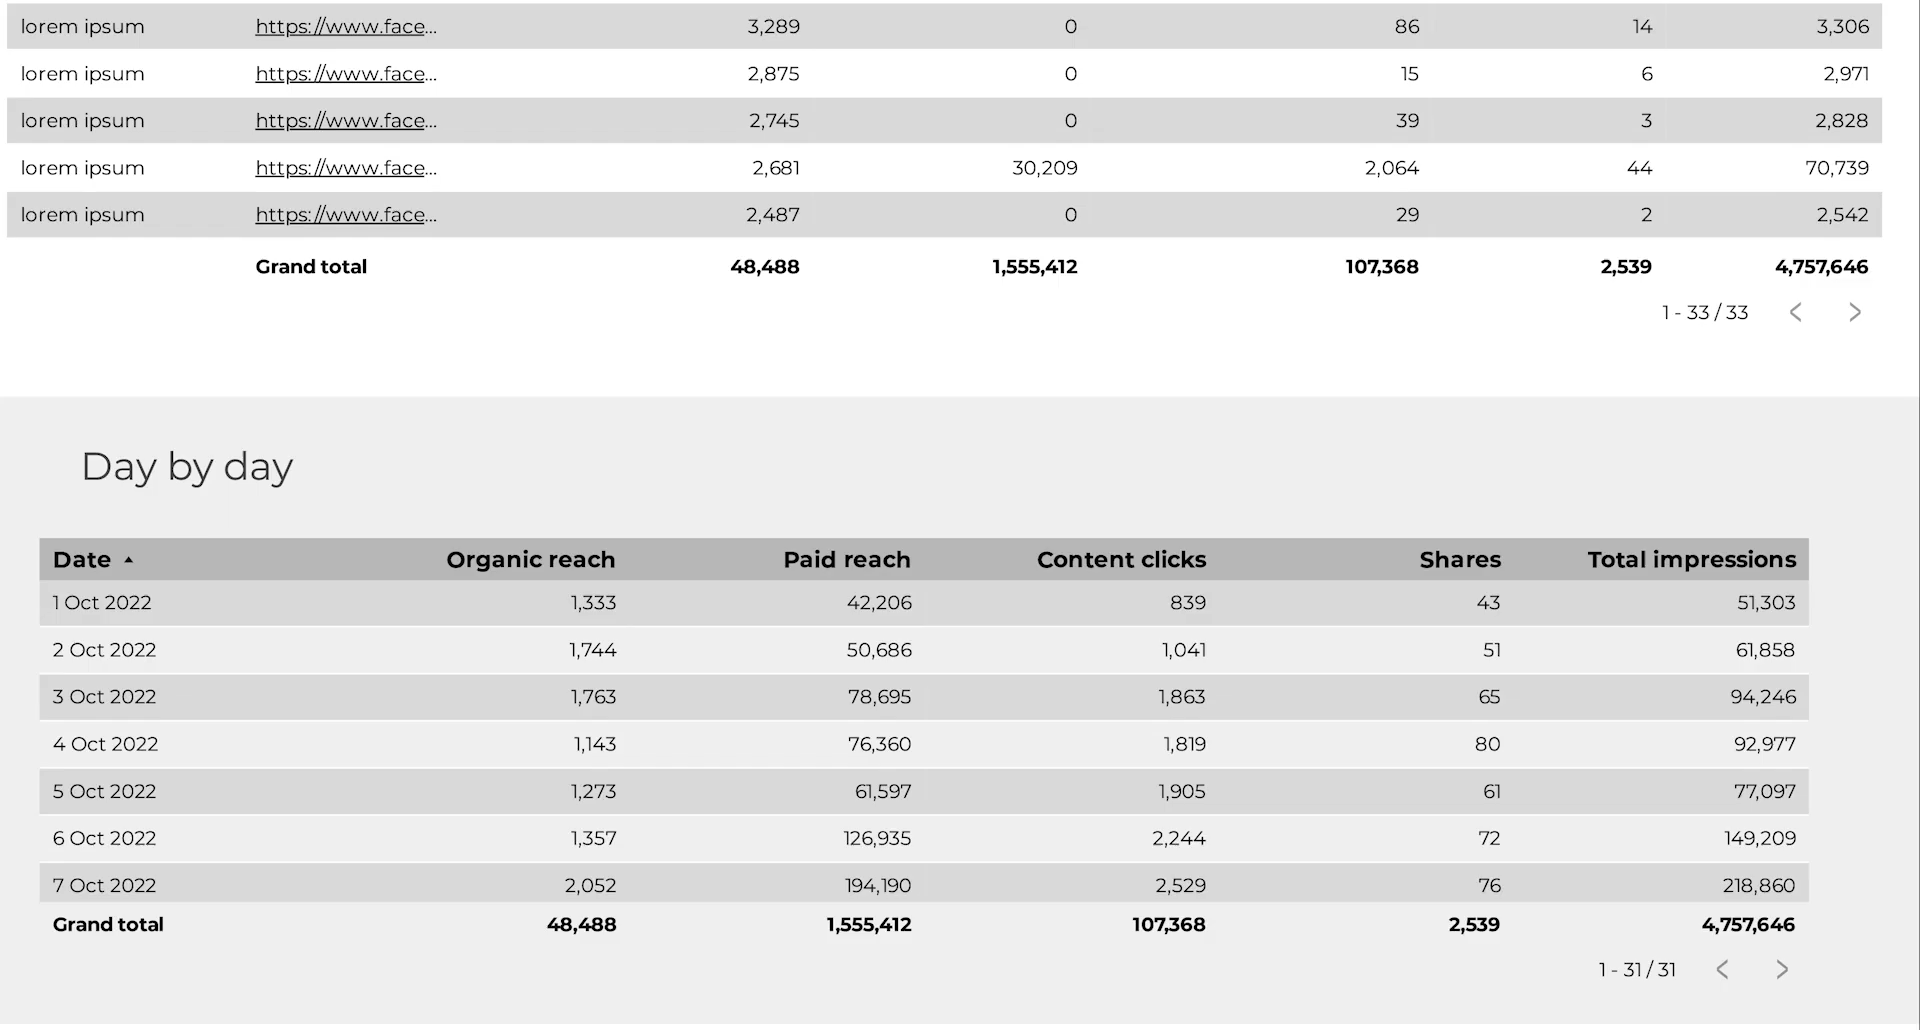 lorem ipsum https://www.face... 3,289 0 86 14 3,306
lorem ipsum https://www.face... 2,875 0 15 6 2,971
lorem ipsum https://www.face... 2,745 0 39 3 2,828
lorem ipsum https://www.face... 2,681 30,209 2,064 44 70,739
lorem ipsum https://www.face... 2,487 0 29 2 2,542
Grand total 48,488 1,555,412 107,368 2,539 4,757,646
1 - 33 / 33
Day by day
Date Organic reach Paid reach Content clicks Shares Total impressions
1 Oct 2022 1,333 42,206 839 43 51,303
2 Oct 2022 1,744 50,686 1,041 51 61,858
3 Oct 2022 1,763 78,695 1,863 65 94,246
4 Oct 2022 1,143 76,360 1,819 80 92,977
5 Oct 2022 1,273 61,597 1,905 61 77,097
6 Oct 2022 1,357 126,935 2,244 72 149,209
7 Oct 2022 2,052 194,190 2,529 76 218,860
Grand total 48,488 1,555,412 107,368 2,539 4,757,646
1 - 31 / 31